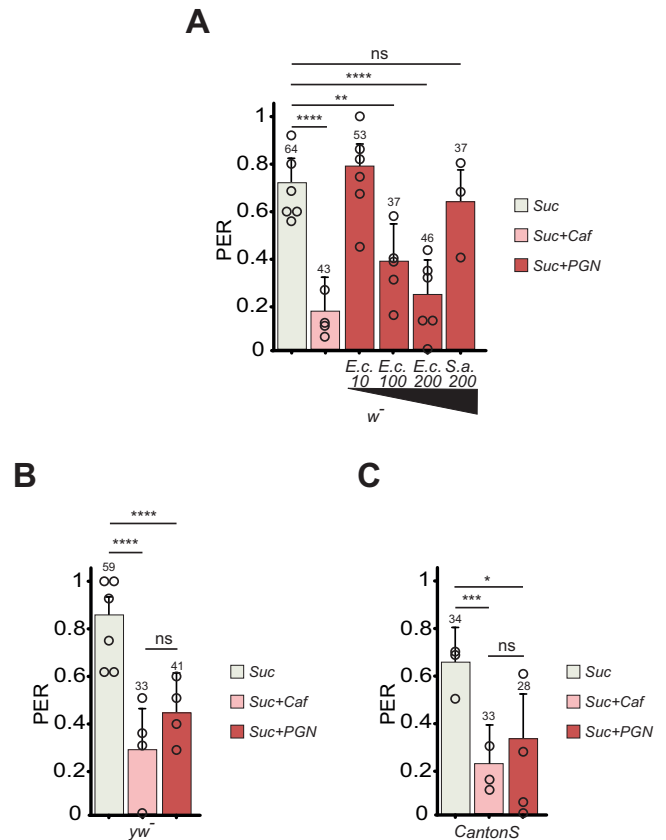 A
ns
****
**
****
1
0.8
0.6
0.2
0
PER
64
43
53
37
46
37
Suc
Suc+Caf
Suc+PGN
E.c. E.c. E.c. S.a.
10 100 200 200
w-
B
****
****
ns
1
0.8
0.6
0.4
0.2
0
PER
59
33
41
Suc
Suc+Caf
Suc+PGN
yw-
C
*
***
ns
1
0.8
0.6
0.4
0.2
0
PER
34
33
28
Suc
Suc+Caf
Suc+PGN
CantonS